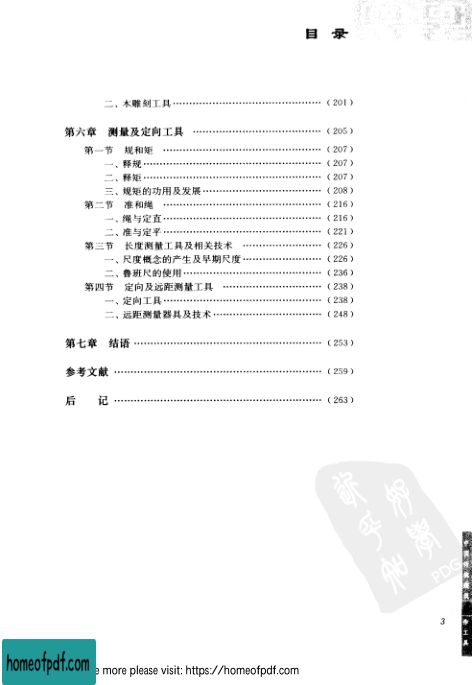 目 录
二、木雕刻工具……………………………………（201）
第六章 测量及定向工具 ……………………………（205）
第一节 规和矩 ……………………………………（207）
一、释规……………………………………………（207）
二、释矩……………………………………………（207）
三、规矩的功用及发展……………………………（208）
第二节 准和绳 ……………………………………（216）
一、绳与定直………………………………………（216）
二、准与定平………………………………………（221）
第三节 长度测量工具及相关技术 …………………（226）
一、尺度概念的产生及早期尺度…………………（226）
二、鲁班尺的使用…………………………………（236）
第四节 定向及远距测量工具 ………………………（238）
一、定向工具………………………………………（238）
二、远距测量器具及技术…………………………（248）
第七章 结语…………………………………………（253）
参考文献 ……………………………………………（259）
后 记 ………………………………………………（263）
PDG
3
homeofpdf.com
e more please visit: https://homeofpdf.com